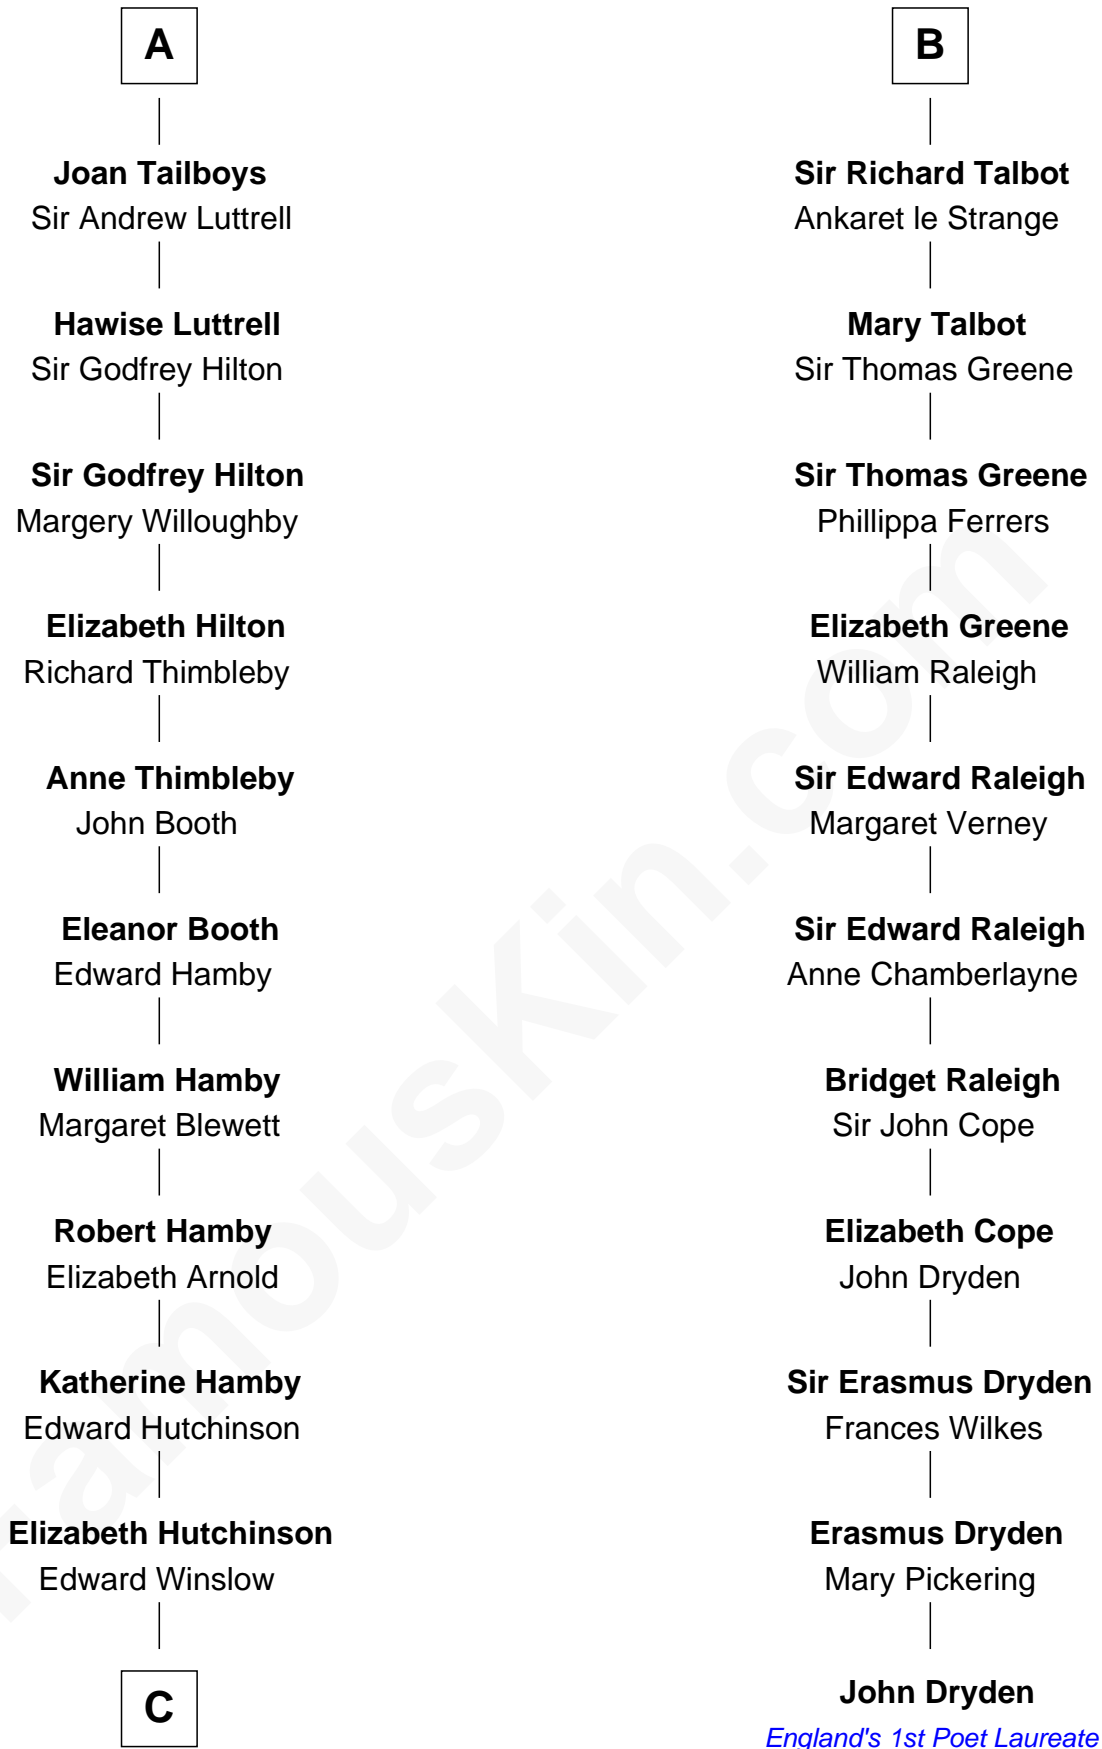 A
Joan Tailboys
Sir Andrew Luttrell
Hawise Luttrell
Sir Godfrey Hilton
Sir Godfrey Hilton
Margery Willoughby
Elizabeth Hilton
Richard Thimbleby
Anne Thimbleby
John Booth
Eleanor Booth
Edward Hamby
William Hamby
Margaret Blewett
Robert Hamby
Elizabeth Arnold
Katherine Hamby
Edward Hutchinson
Elizabeth Hutchinson
Edward Winslow
C
B
Sir Richard Talbot
Ankaret le Strange
Mary Talbot
Sir Thomas Greene
Sir Thomas Greene
Phillippa Ferrers
Elizabeth Greene
William Raleigh
Sir Edward Raleigh
Margaret Verney
Sir Edward Raleigh
Anne Chamberlayne
Bridget Raleigh
Sir John Cope
Elizabeth Cope
John Dryden
Sir Erasmus Dryden
Frances Wilkes
Erasmus Dryden
Mary Pickering
John Dryden
England's 1st Poet Laureate
FamousKin.com